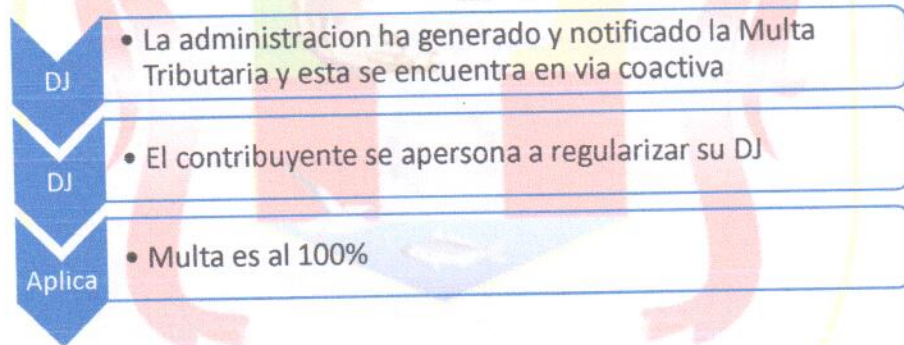 DJ
• La administracion ha generado y notificado la Multa
Tributaria y esta se encuentra en via coactiva
DJ
• El contribuyente se apersona a regularizar su DJ
Aplica
• Multa es al 100%